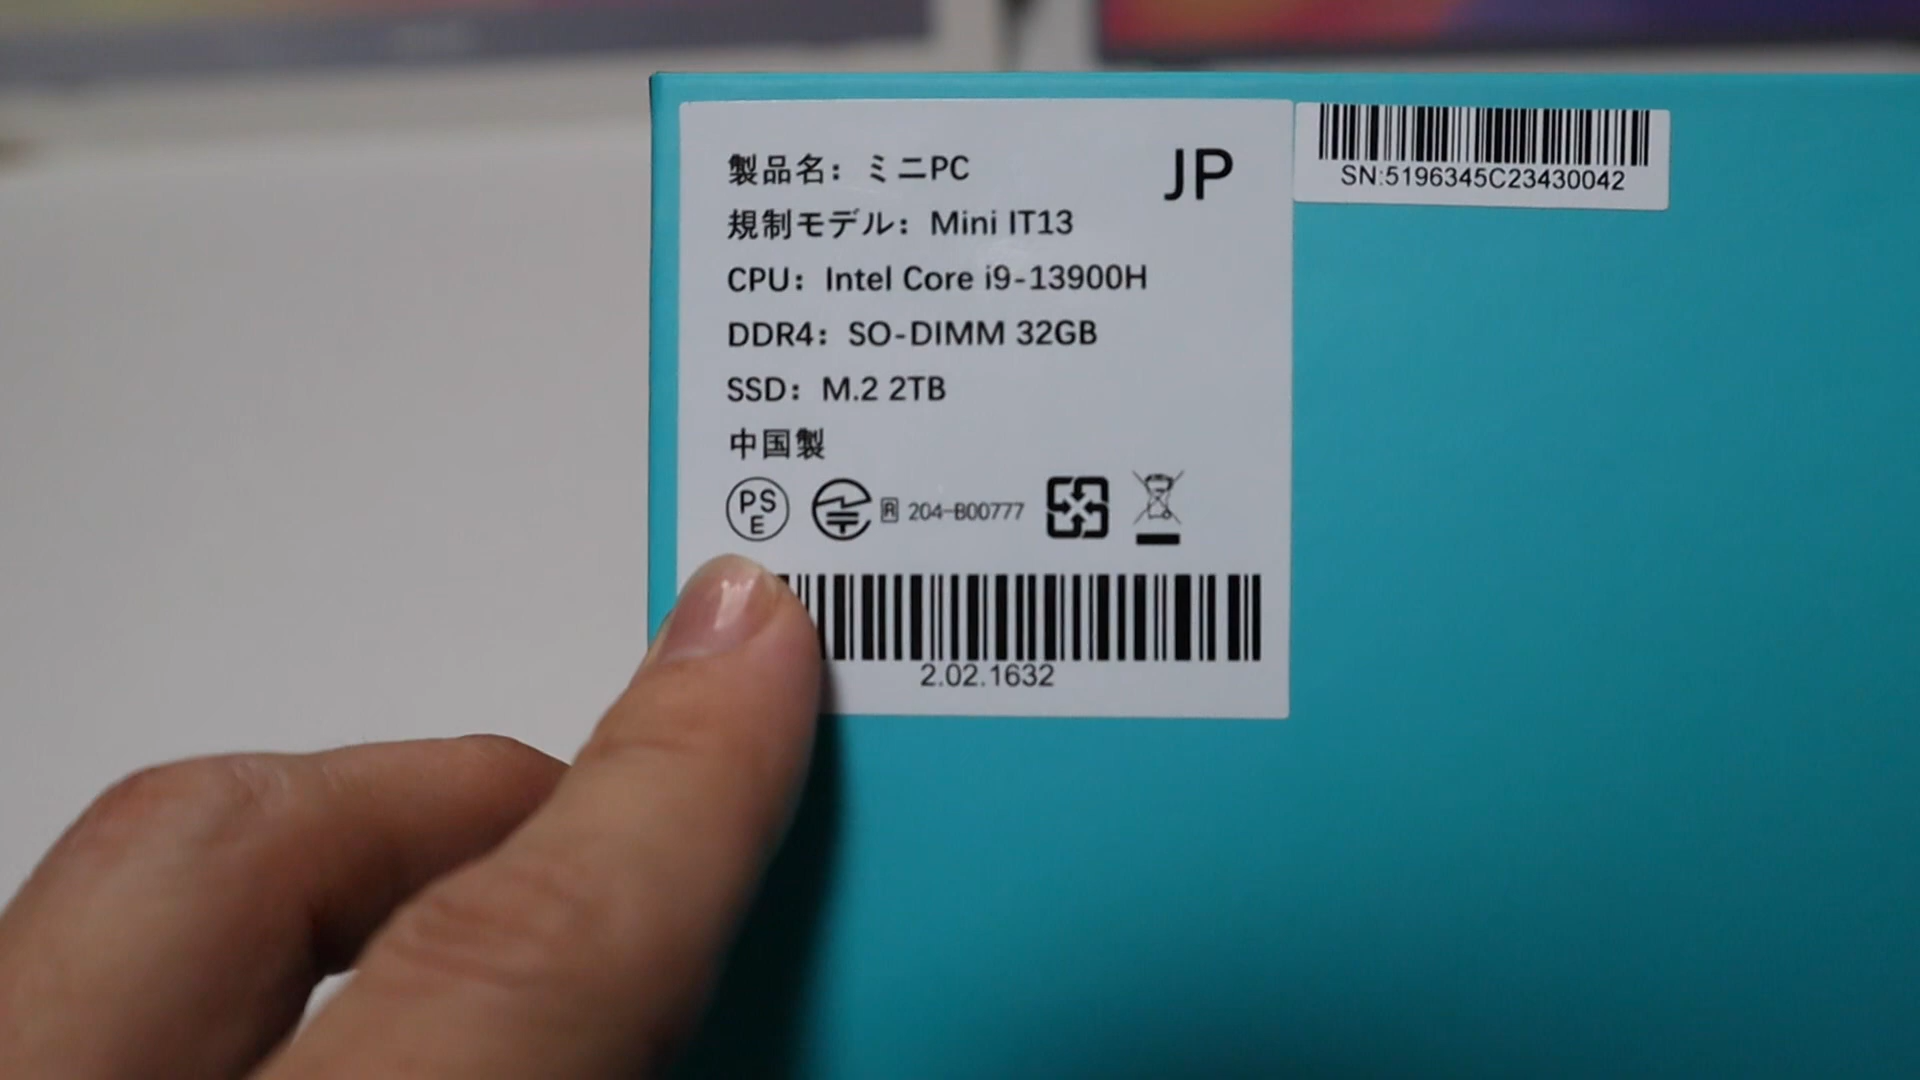 製品名：ミニPC
JP
規制モデル：Mini IT13
CPU：Intel Core i9-13900H
DDR4：SO-DIMM 32GB
SSD：M.2 2TB
中国製
PS
E
R 204-B00777
2.02.1632
SN:5196345C23430042